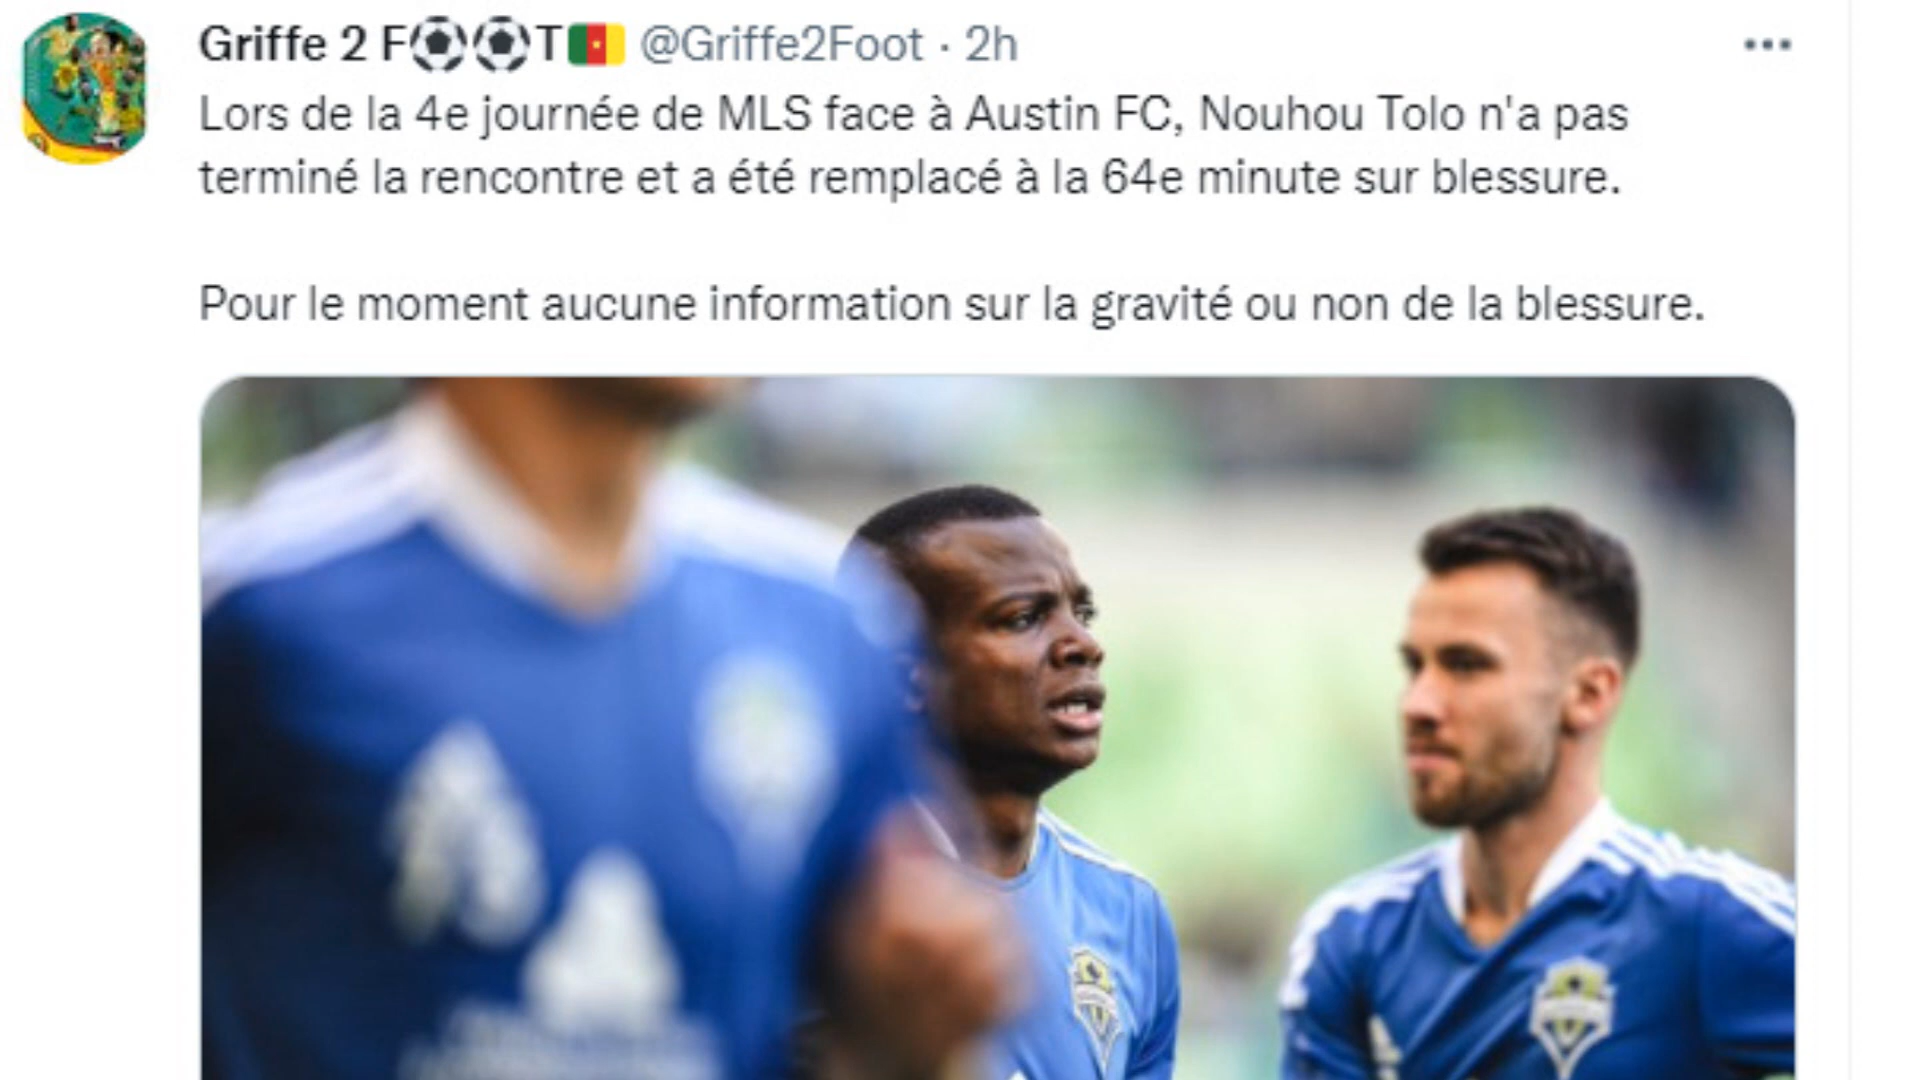 Griffe 2 F⚽⚽T🇨🇲 @Griffe2Foot · 2h
Lors de la 4e journée de MLS face à Austin FC, Nouhou Tolo n'a pas
terminé la rencontre et a été remplacé à la 64e minute sur blessure.
Pour le moment aucune information sur la gravité ou non de la blessure.